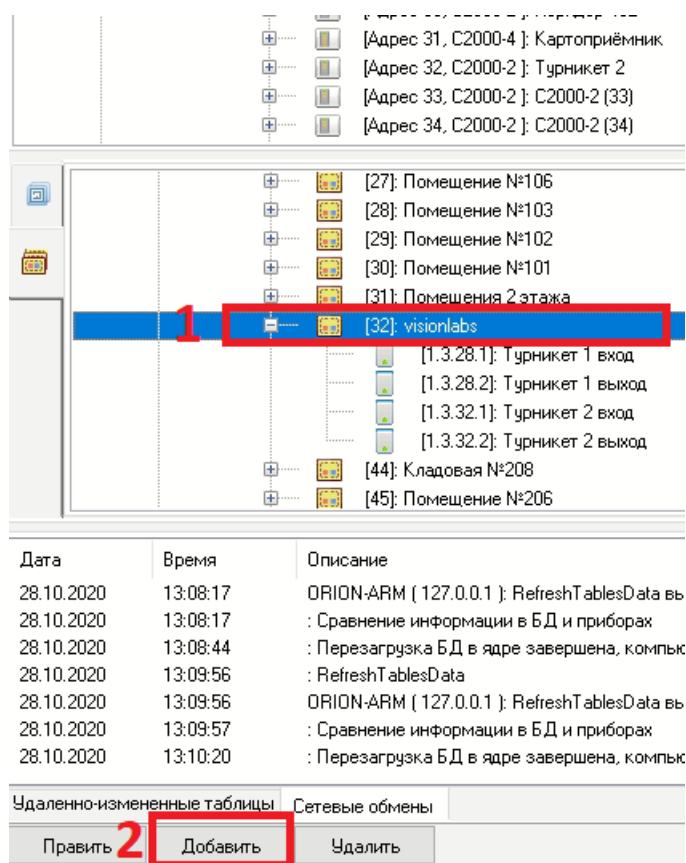 [Адрес 31, С2000-4 ]: Картоприёмник
[Адрес 32, С2000-2 ]: Турникет 2
[Адрес 33, С2000-2 ]: С2000-2 (33)
[Адрес 34, С2000-2 ]: С2000-2 (34)
[27]: Помещение №106
[28]: Помещение №103
[29]: Помещение №102
[30]: Помещение №101
[31]: Помещения 2 этажа
1 [32]: visionlabs
[1.3.28.1]: Турникет 1 вход
[1.3.28.2]: Турникет 1 выход
[1.3.32.1]: Турникет 2 вход
[1.3.32.2]: Турникет 2 выход
[44]: Кладовая №208
[45]: Помещение №206
Дата Время Описание
28.10.2020 13:08:17 ORION-ARM ( 127.0.0.1 ): RefreshTablesData вы
28.10.2020 13:08:17 : Сравнение информации в БД и приборах
28.10.2020 13:08:44 : Перезагрузка БД в ядре завершена, компью
28.10.2020 13:09:56 : RefreshTablesData
28.10.2020 13:09:56 ORION-ARM ( 127.0.0.1 ): RefreshTablesData вы
28.10.2020 13:09:57 : Сравнение информации в БД и приборах
28.10.2020 13:10:20 : Перезагрузка БД в ядре завершена, компью
Удаленно-измененные таблицы Сетевые обмены
Править 2 Добавить Удалить